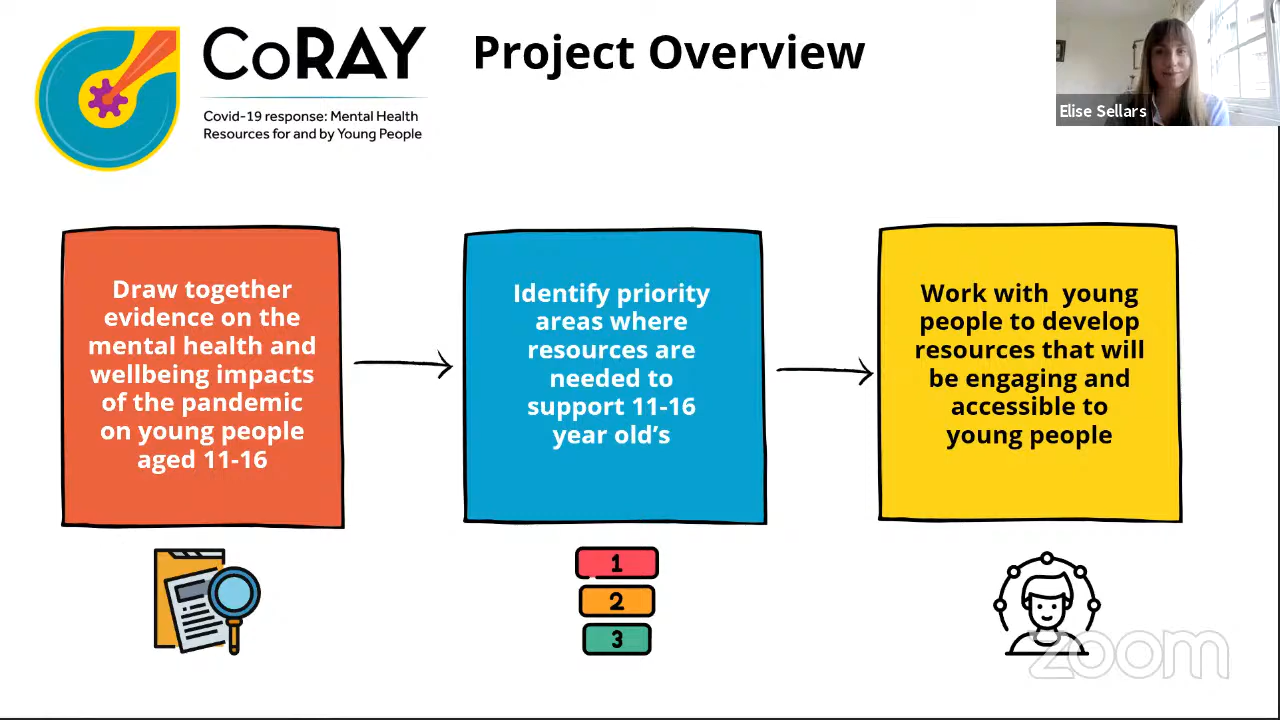 CoRAY
Covid-19 response: Mental Health
Resources for and by Young People
Project Overview
Elise Sellars
Draw together
evidence on the
mental health and
wellbeing impacts
of the pandemic
on young people
aged 11-16
Identify priority
areas where
resources are
needed to
support 11-16
year old’s
Work with young
people to develop
resources that will
be engaging and
accessible to
young people
1
2
3
zoom